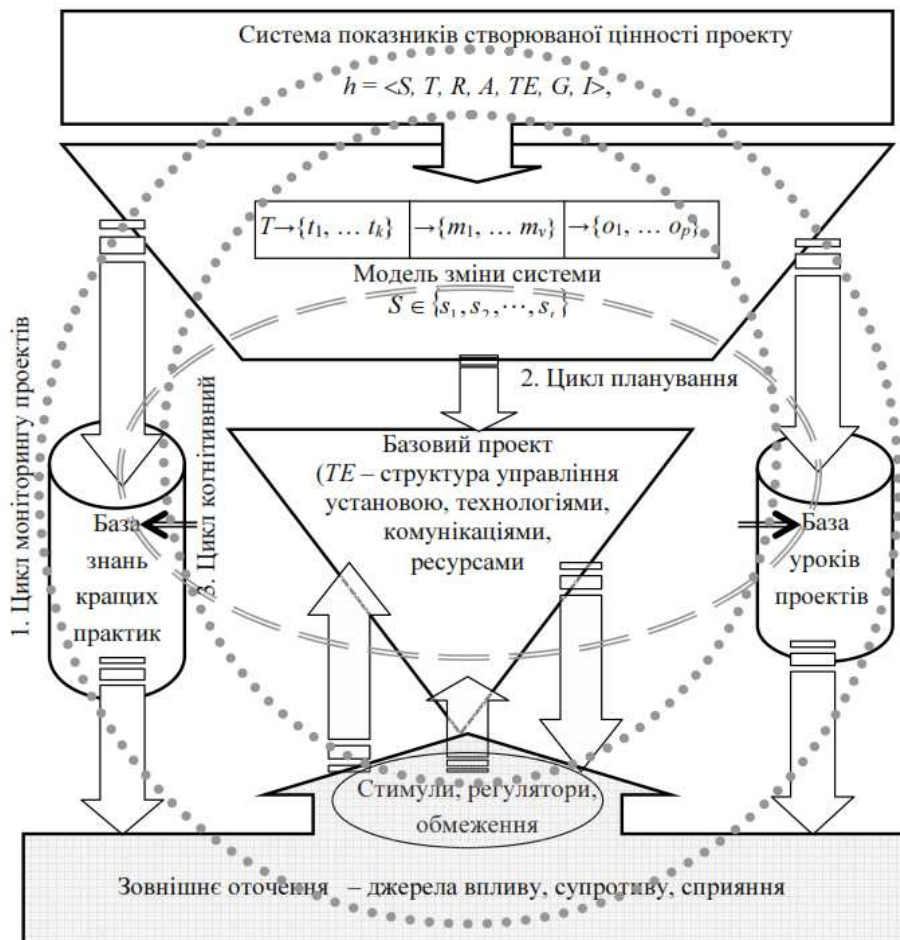 Система показників створюваної цінності проекту
h = <S, T, R, A, TE, G, I>,
T→{t₁, … tₖ} →{m₁, … mᵥ} →{o₁, … oₚ}
Модель зміни системи
S ∈ {s₁, s₂, ⋯, sᵣ}
2. Цикл планування
1. Цикл моніторингу проектів
3. Цикл когнітивний
Базовий проект
(TE – структура управління
установою, технологіями,
комунікаціями,
ресурсами
База
знань
кращих
практик
База
уроків
проектів
Стимули, регулятори,
обмеження
Зовнішнє оточення – джерела впливу, супротиву, сприяння